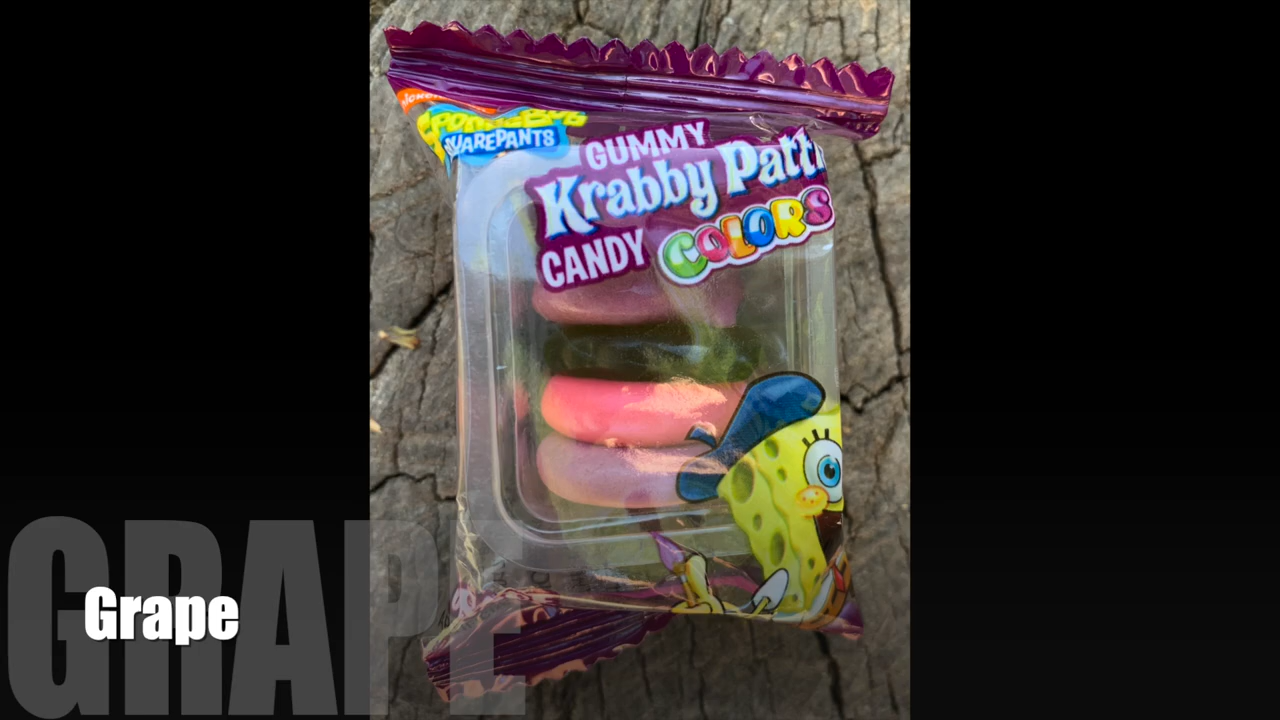 SPONGEBOB
SQUAREPANTS
GUMMY
Krabby Patt
CANDY COLORS
GRAPE
Grape